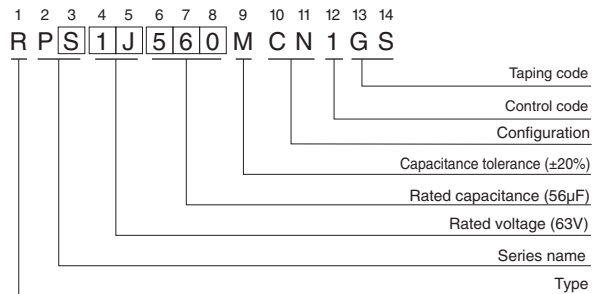 1 2 3 4 5 6 7 8 9 10 11 12 13 14
R P S 1 J 5 6 0 M C N 1 G S
Taping code
Control code
Configuration
Capacitance tolerance (±20%)
Rated capacitance (56µF)
Rated voltage (63V)
Series name
Type